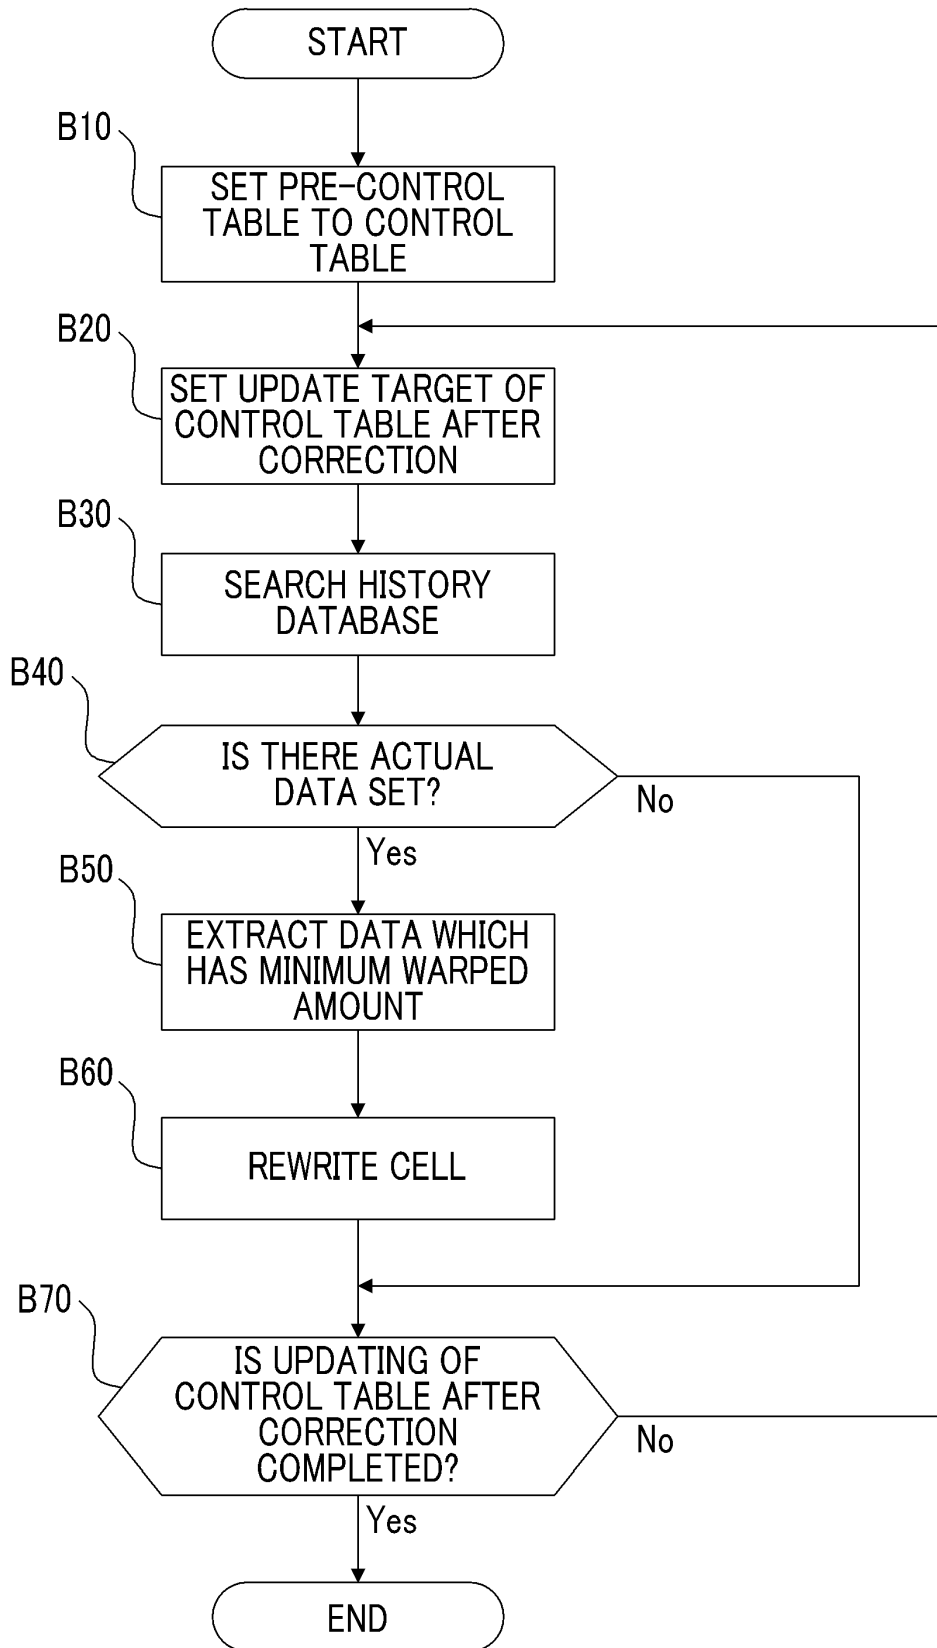 START
B10
SET PRE-CONTROL
TABLE TO CONTROL
TABLE
B20
SET UPDATE TARGET OF
CONTROL TABLE AFTER
CORRECTION
B30
SEARCH HISTORY
DATABASE
B40
IS THERE ACTUAL
DATA SET?
No
Yes
B50
EXTRACT DATA WHICH
HAS MINIMUM WARPED
AMOUNT
B60
REWRITE CELL
B70
IS UPDATING OF
CONTROL TABLE AFTER
CORRECTION
COMPLETED?
No
Yes
END